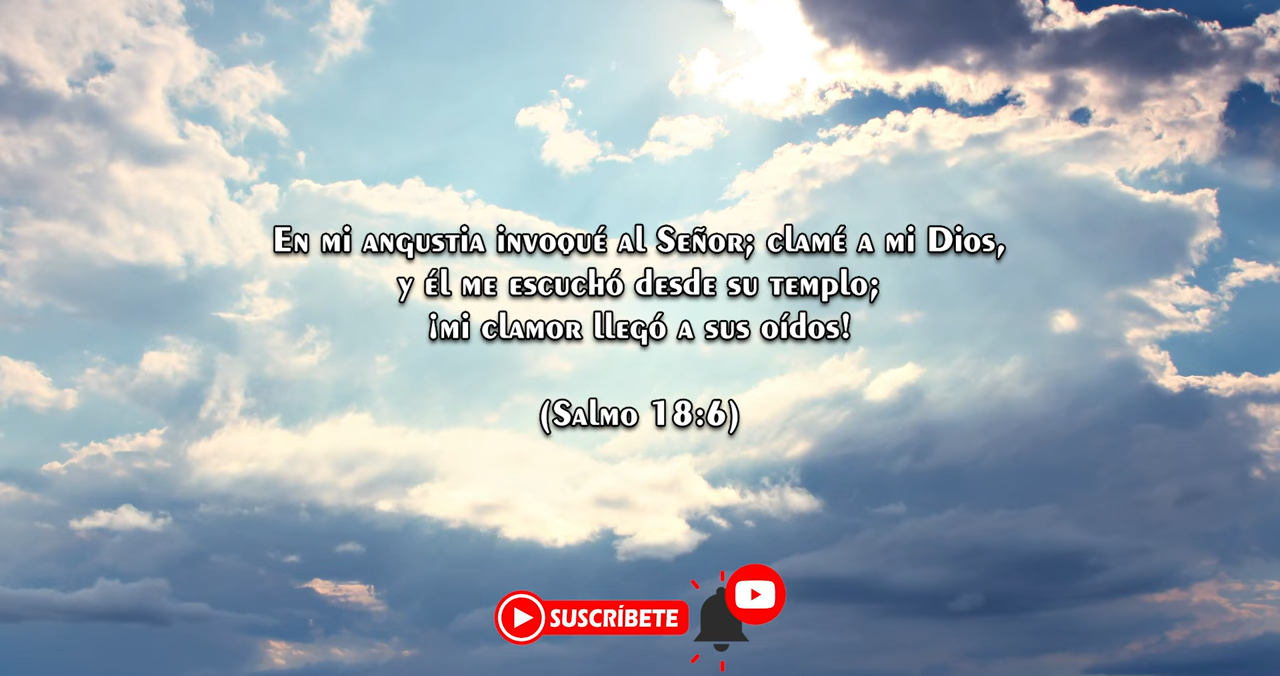 En mi angustia invoqué al Señor; clamé a mi Dios,
y él me escuchó desde su templo;
¡mi clamor llegó a sus oídos!
(Salmo 18:6)
SUSCRÍBETE